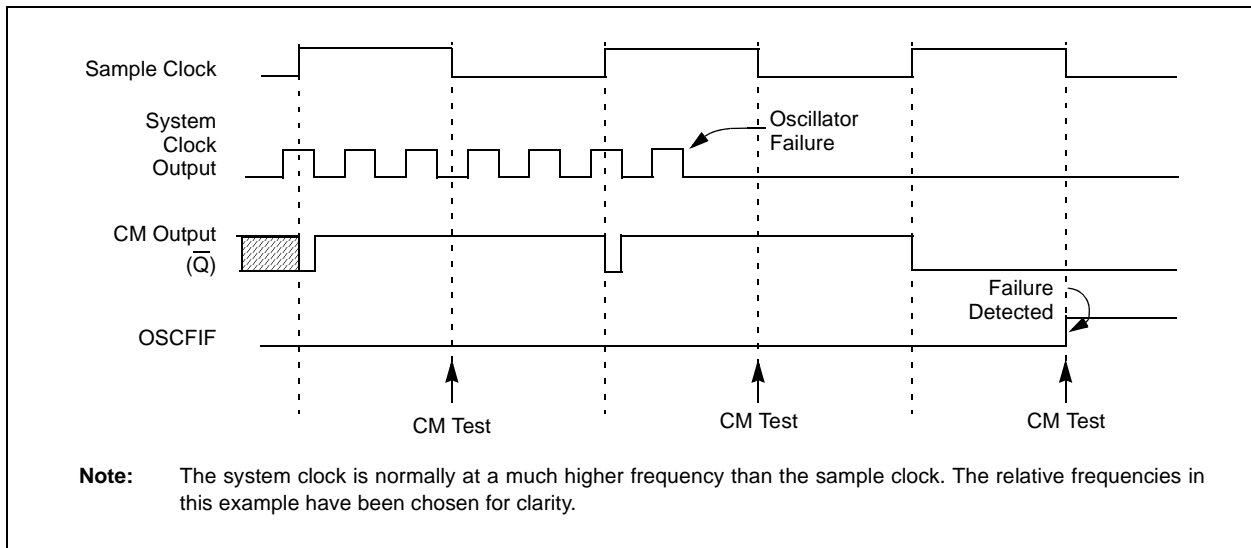 Sample Clock
System
Clock
Output
Oscillator
Failure
CM Output
(Q̅)
Failure
Detected
OSCFIF
CM Test
CM Test
CM Test
Note: The system clock is normally at a much higher frequency than the sample clock. The relative frequencies in
this example have been chosen for clarity.